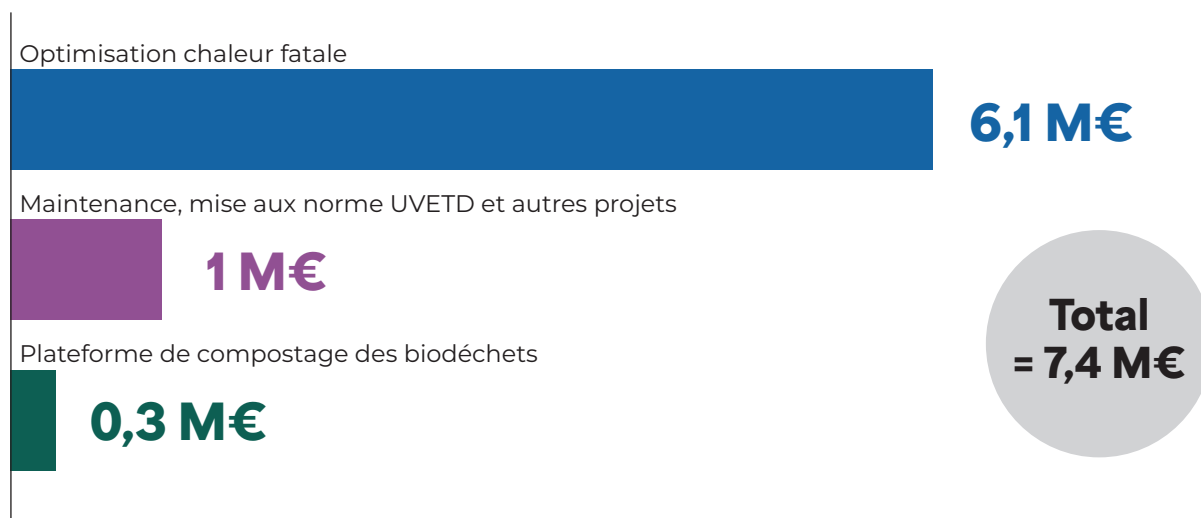 Optimisation chaleur fatale
6,1 M€
Maintenance, mise aux norme UVETD et autres projets
1 M€
Plateforme de compostage des biodéchets
0,3 M€
Total
= 7,4 M€